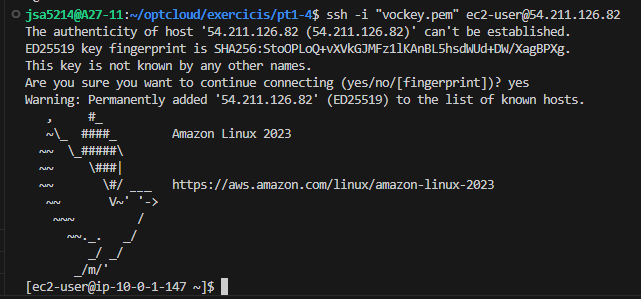 jsa5214@A27-11:~/optcloud/exercicis/pt1-4$ ssh -i "vockey.pem" ec2-user@54.211.126.82
The authenticity of host '54.211.126.82 (54.211.126.82)' can't be established.
ED25519 key fingerprint is SHA256:StoOPLoQ+vXVkGJMFz1lKAnBL5hsdWUd+DW/XagBPXg.
This key is not known by any other names.
Are you sure you want to continue connecting (yes/no/[fingerprint])? yes
Warning: Permanently added '54.211.126.82' (ED25519) to the list of known hosts.
   ,     #_
   ~\_  ####_        Amazon Linux 2023
  ~~  \_#####\
  ~~     \###|
  ~~       \#/ ___   https://aws.amazon.com/linux/amazon-linux-2023
   ~~       V~' '->
    ~~~         /
      ~~._.   _/
         _/ _/
       _/m/'
[ec2-user@ip-10-0-1-147 ~]$